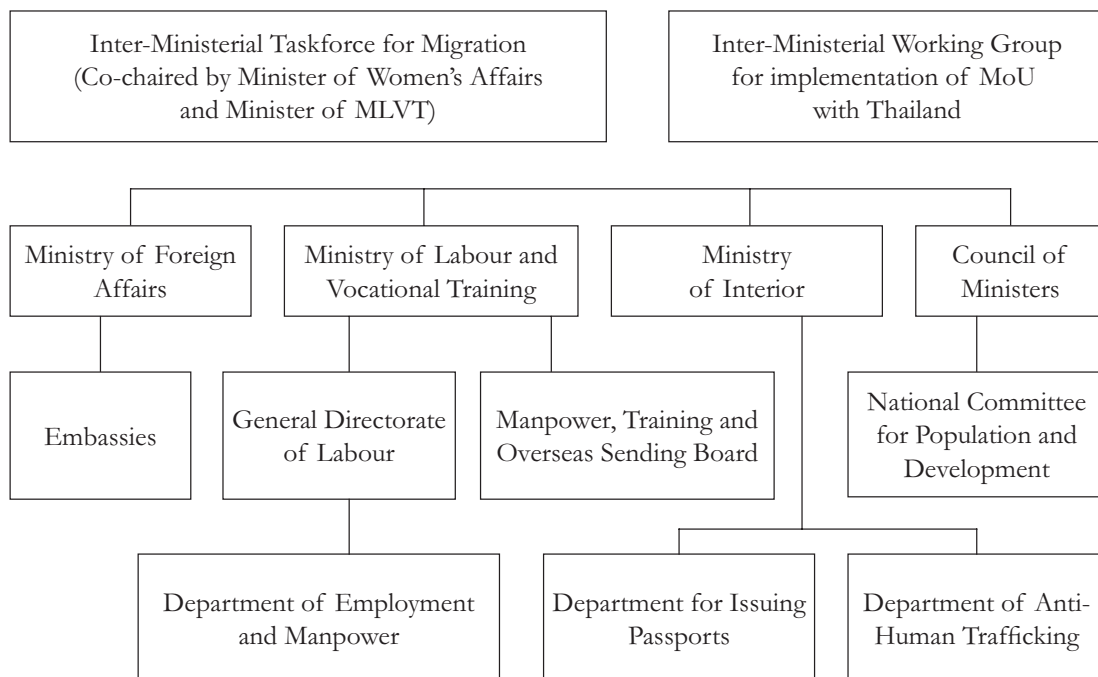 Inter-Ministerial Taskforce for Migration
(Co-chaired by Minister of Women's Affairs
and Minister of MLVT)
Inter-Ministerial Working Group
for implementation of MoU
with Thailand
Ministry of Foreign
Affairs
Ministry of Labour and
Vocational Training
Ministry
of Interior
Council of
Ministers
Embassies
General Directorate
of Labour
Manpower, Training and
Overseas Sending Board
National Committee
for Population and
Development
Department of Employment
and Manpower
Department for Issuing
Passports
Department of Anti-
Human Trafficking